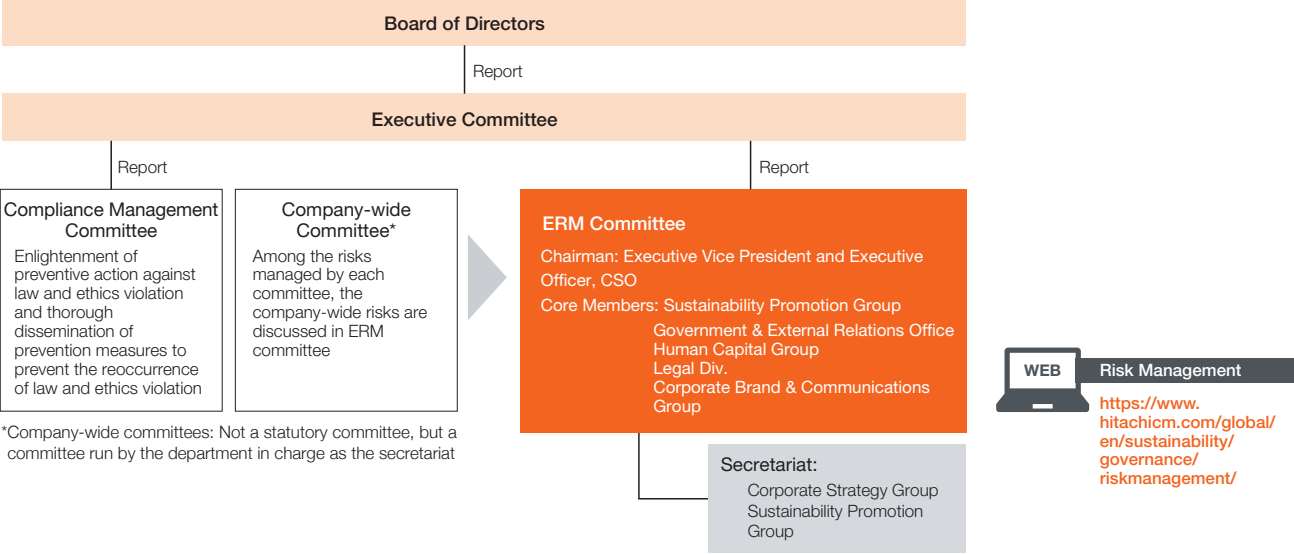 Board of Directors
Report
Executive Committee
Report
Report
Compliance Management
Committee
Enlightenment of
preventive action against
law and ethics violation
and thorough
dissemination of
prevention measures to
prevent the reoccurrence
of law and ethics violation
Company-wide
Committee*
Among the risks
managed by each
committee, the
company-wide risks are
discussed in ERM
committee
ERM Committee
Chairman: Executive Vice President and Executive
Officer, CSO
Core Members: Sustainability Promotion Group
Government & External Relations Office
Human Capital Group
Legal Div.
Corporate Brand & Communications
Group
*Company-wide committees: Not a statutory committee, but a
committee run by the department in charge as the secretariat
Secretariat:
Corporate Strategy Group
Sustainability Promotion
Group
WEB
Risk Management
https://www.
hitachicm.com/global/
en/sustainability/
governance/
riskmanagement/